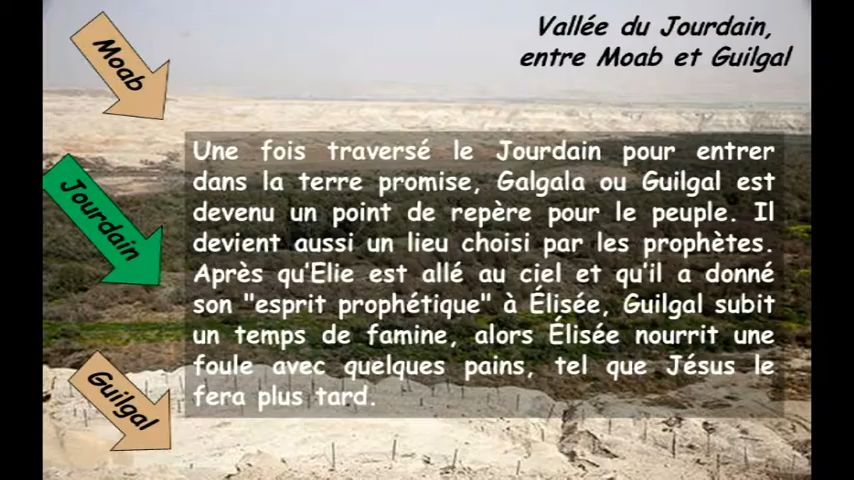 Vallée du Jourdain,
entre Moab et Guilgal
Moab
Jourdain
Guilgal
Une fois traversé le Jourdain pour entrer
dans la terre promise, Galgala ou Guilgal est
devenu un point de repère pour le peuple. Il
devient aussi un lieu choisi par les prophètes.
Après qu'Elie est allé au ciel et qu'il a donné
son "esprit prophétique" à Élisée, Guilgal subit
un temps de famine, alors Élisée nourrit une
foule avec quelques pains, tel que Jésus le
fera plus tard.